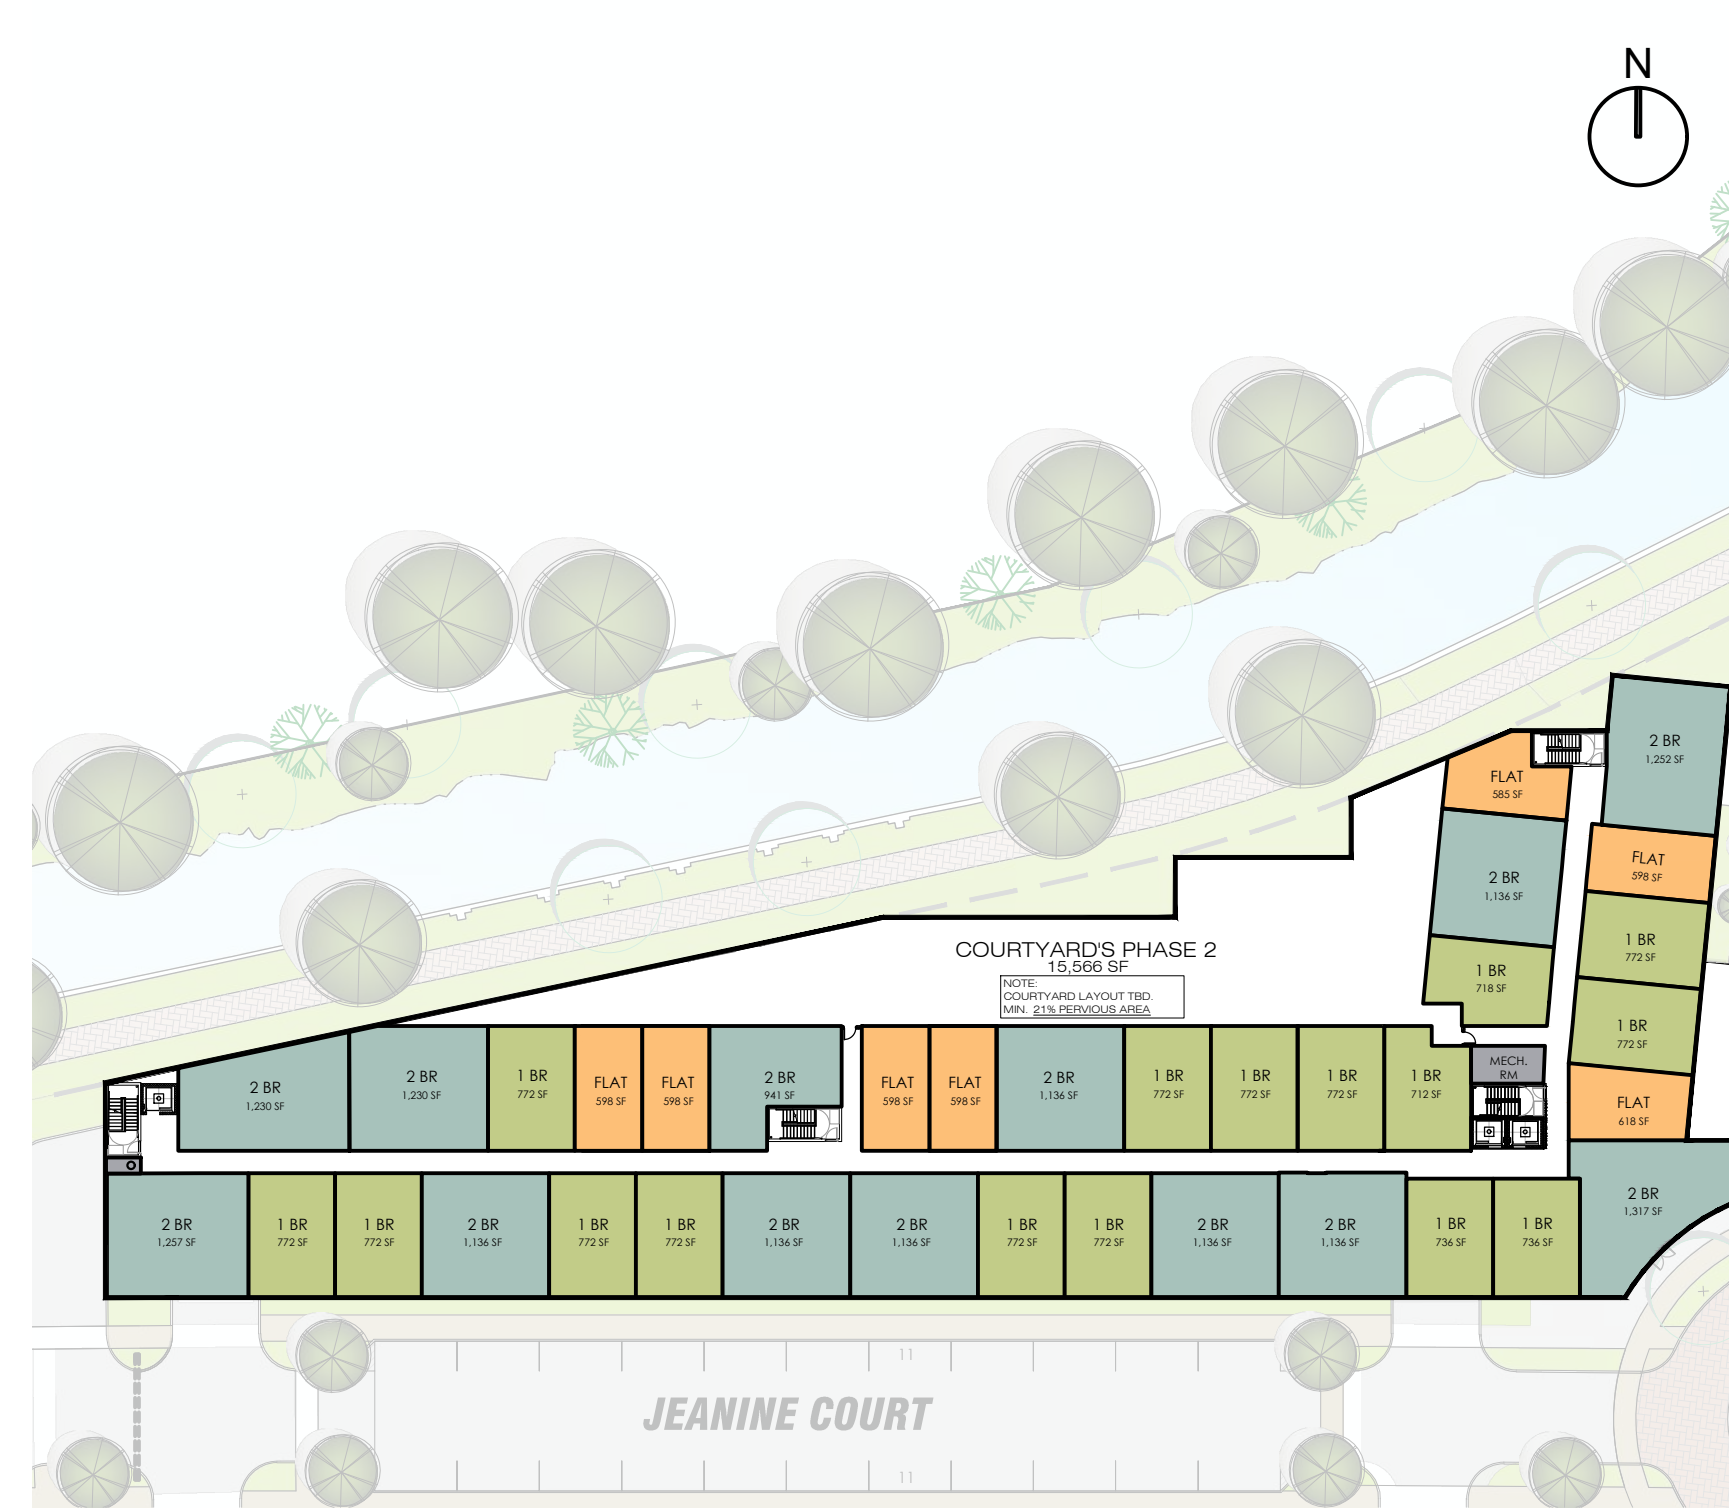 N
2 BR
1,252 SF
FLAT
585 SF
FLAT
598 SF
2 BR
1,136 SF
1 BR
772 SF
1 BR
718 SF
1 BR
772 SF
FLAT
618 SF
COURTYARD'S PHASE 2
15,566 SF
NOTE:
COURTYARD LAYOUT TBD.
MIN. 21% PERVIOUS AREA
MECH.
RM
2 BR
1,230 SF
2 BR
1,230 SF
1 BR
772 SF
FLAT
598 SF
FLAT
598 SF
2 BR
941 SF
FLAT
598 SF
FLAT
598 SF
2 BR
1,136 SF
1 BR
772 SF
1 BR
772 SF
1 BR
772 SF
1 BR
712 SF
2 BR
1,257 SF
1 BR
772 SF
1 BR
772 SF
2 BR
1,136 SF
1 BR
772 SF
1 BR
772 SF
2 BR
1,136 SF
2 BR
1,136 SF
1 BR
772 SF
1 BR
772 SF
2 BR
1,136 SF
2 BR
1,136 SF
1 BR
736 SF
1 BR
736 SF
2 BR
1,317 SF
11
JEANINE COURT
11